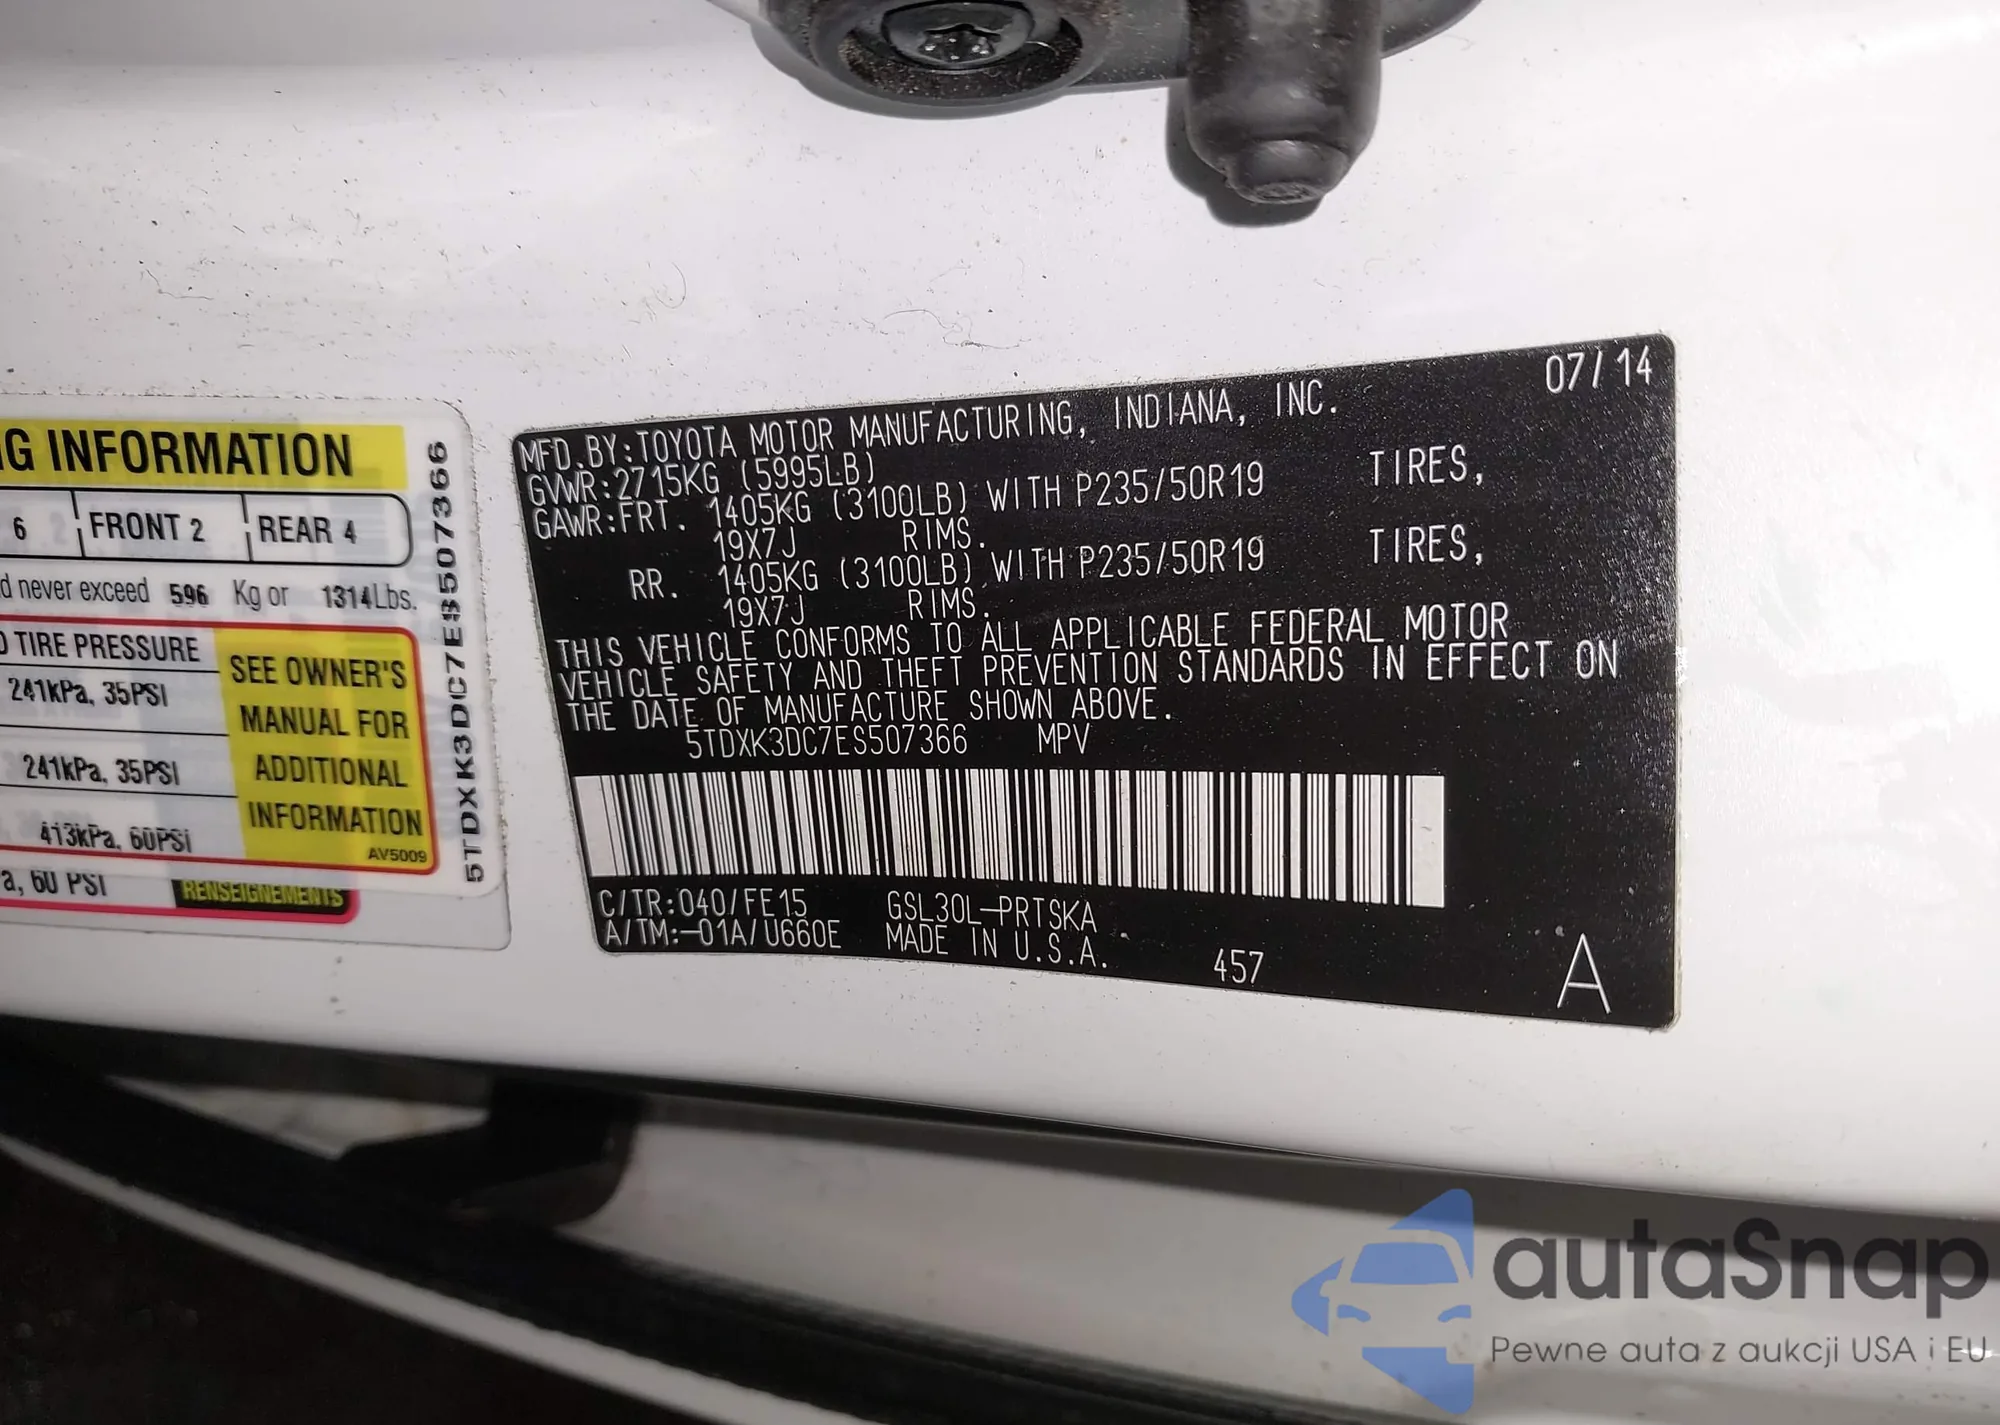 G INFORMATION
6 FRONT 2 REAR 4
d never exceed 596 Kg or 1314Lbs.
TIRE PRESSURE
241kPa, 35PSI
241kPa, 35PSI
413kPa, 60PSI
SEE OWNER'S
MANUAL FOR
ADDITIONAL
INFORMATION
AV5009
a, 60 PSI
RENSEIGNEMENTS
5TDXK3DC7ES507366
07/14
MFD.BY:TOYOTA MOTOR MANUFACTURING, INDIANA, INC.
GVWR:2715KG (5995LB)
GAWR:FRT. 1405KG (3100LB) WITH P235/50R19 TIRES,
19X7J RIMS.
RR. 1405KG (3100LB) WITH P235/50R19 TIRES,
19X7J RIMS.
THIS VEHICLE CONFORMS TO ALL APPLICABLE FEDERAL MOTOR
VEHICLE SAFETY AND THEFT PREVENTION STANDARDS IN EFFECT ON
THE DATE OF MANUFACTURE SHOWN ABOVE.
5TDXK3DC7ES507366 MPV
C/TR:040/FE15 GSL30L-PRTSKA
A/TM:-01A/U660E MADE IN U.S.A.
457 A
autaSnap
Pewne auta z aukcji USA i EU